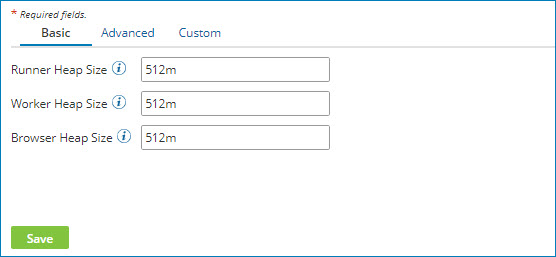 * Required fields.
Basic Advanced Custom
Runner Heap Size i 512m
Worker Heap Size i 512m
Browser Heap Size i 512m
Save